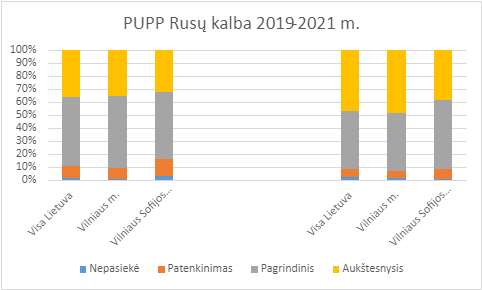 PUPP Rusų kalba 2019-2021 m.
100%
90%
80%
70%
60%
50%
40%
30%
20%
10%
0%
Visa Lietuva
Vilniaus m.
Vilniaus Sofijos...
Visa Lietuva
Vilniaus m.
Vilniaus Sofijos...
Nepasiekė
Patenkinimas
Pagrindinis
Aukštesnysis